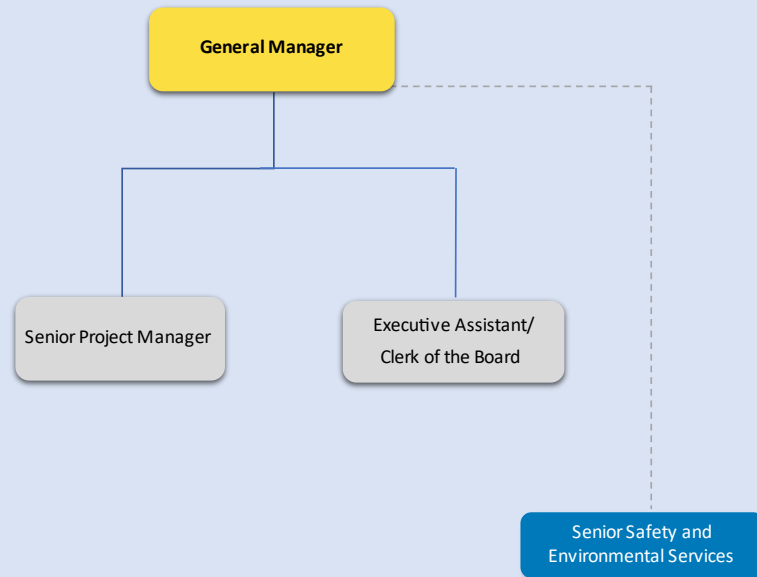 General Manager
Senior Project Manager
Executive Assistant/
Clerk of the Board
Senior Safety and
Environmental Services